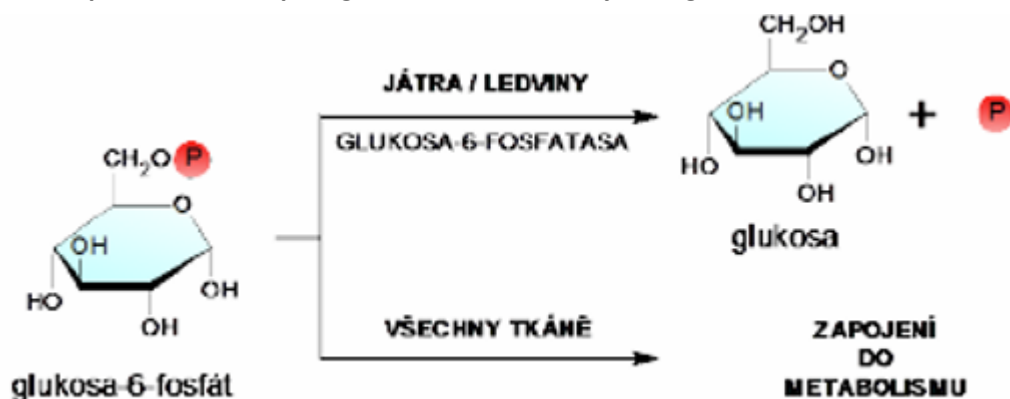 CH₂OH
O
OH
HO
OH
OH
glukosa
+
P
JÁTRA / LEDVINY
GLUKOSA-6-FOSFATASA
CH₂O P
O
OH
HO
OH
OH
glukosa-6-fosfát
VŠECHNY TKÁNĚ
ZAPOJENÍ
DO
METABOLISMU